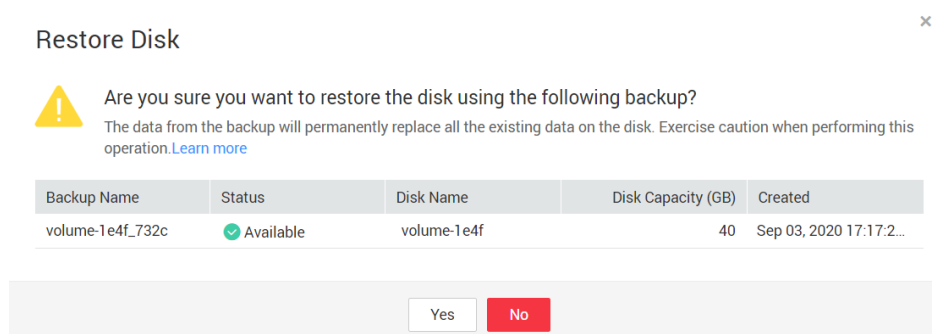 Restore Disk
Are you sure you want to restore the disk using the following backup?
The data from the backup will permanently replace all the existing data on the disk. Exercise caution when performing this
operation.Learn more
Backup Name Status Disk Name Disk Capacity (GB) Created
volume-1e4f_732c Available volume-1e4f 40 Sep 03, 2020 17:17:2...
Yes No